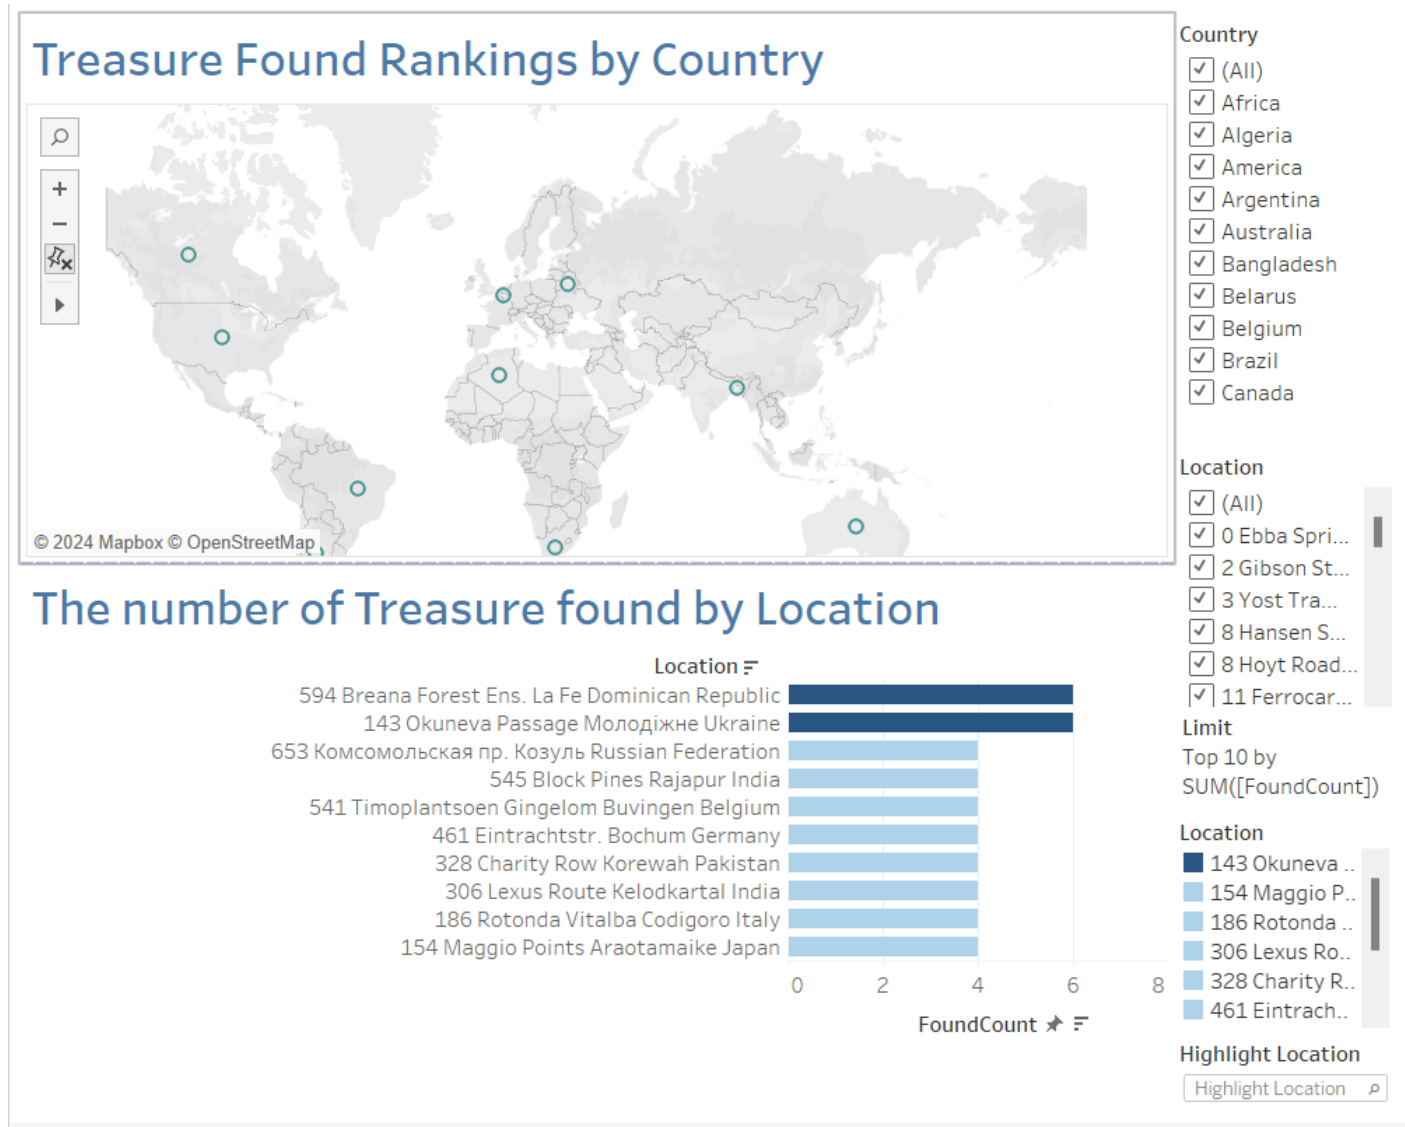 Treasure Found Rankings by Country
© 2024 Mapbox © OpenStreetMap
The number of Treasure found by Location
Location
594 Breana Forest Ens. La Fe Dominican Republic
143 Okuneva Passage Молодіжне Ukraine
653 Комсомольская пр. Козуль Russian Federation
545 Block Pines Rajapur India
541 Timoplantsoen Gingelom Buvingen Belgium
461 Eintrachtstr. Bochum Germany
328 Charity Row Korewah Pakistan
306 Lexus Route Kelodkartal India
186 Rotonda Vitalba Codigoro Italy
154 Maggio Points Araotamaike Japan
0 2 4 6 8
FoundCount
Country
(All)
Africa
Algeria
America
Argentina
Australia
Bangladesh
Belarus
Belgium
Brazil
Canada
Location
(All)
0 Ebba Spri...
2 Gibson St...
3 Yost Tra...
8 Hansen S...
8 Hoyt Road...
11 Ferrocar...
Limit
Top 10 by
SUM([FoundCount])
Location
143 Okuneva ..
154 Maggio P..
186 Rotonda ..
306 Lexus Ro..
328 Charity R..
461 Eintrach..
Highlight Location
Highlight Location